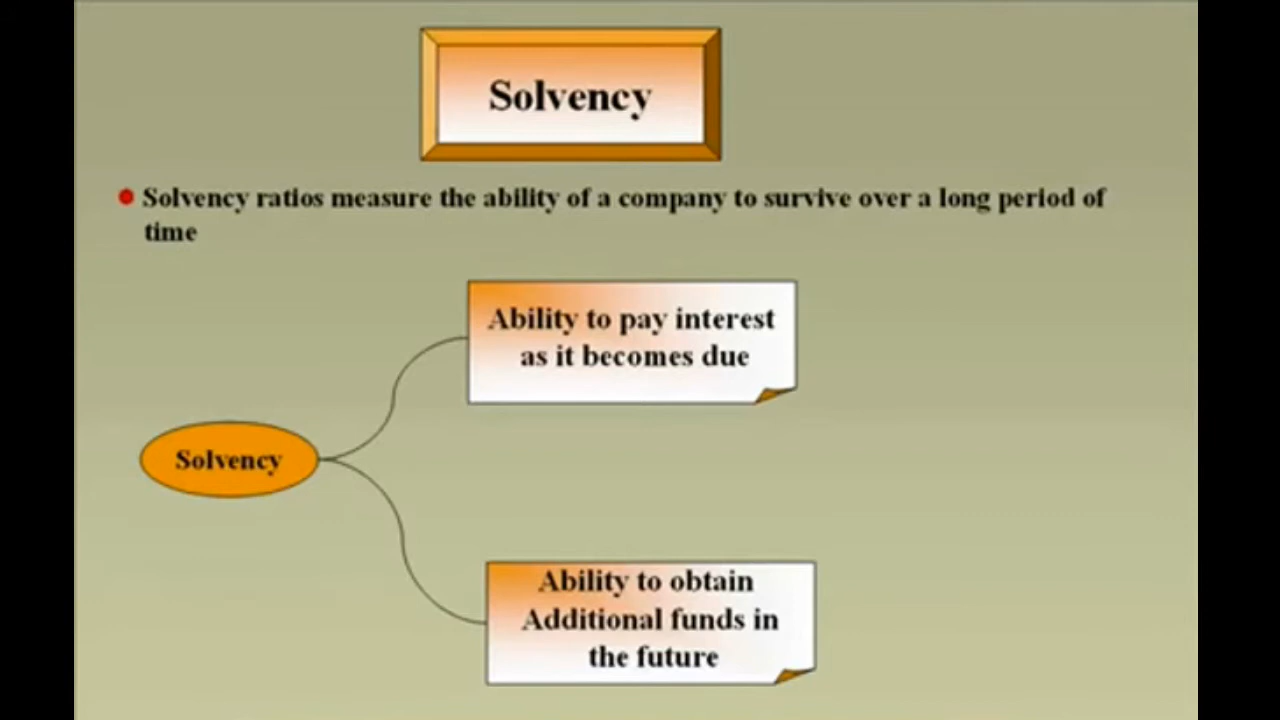 Solvency
Solvency ratios measure the ability of a company to survive over a long period of
time
Ability to pay interest
as it becomes due
Solvency
Ability to obtain
Additional funds in
the future